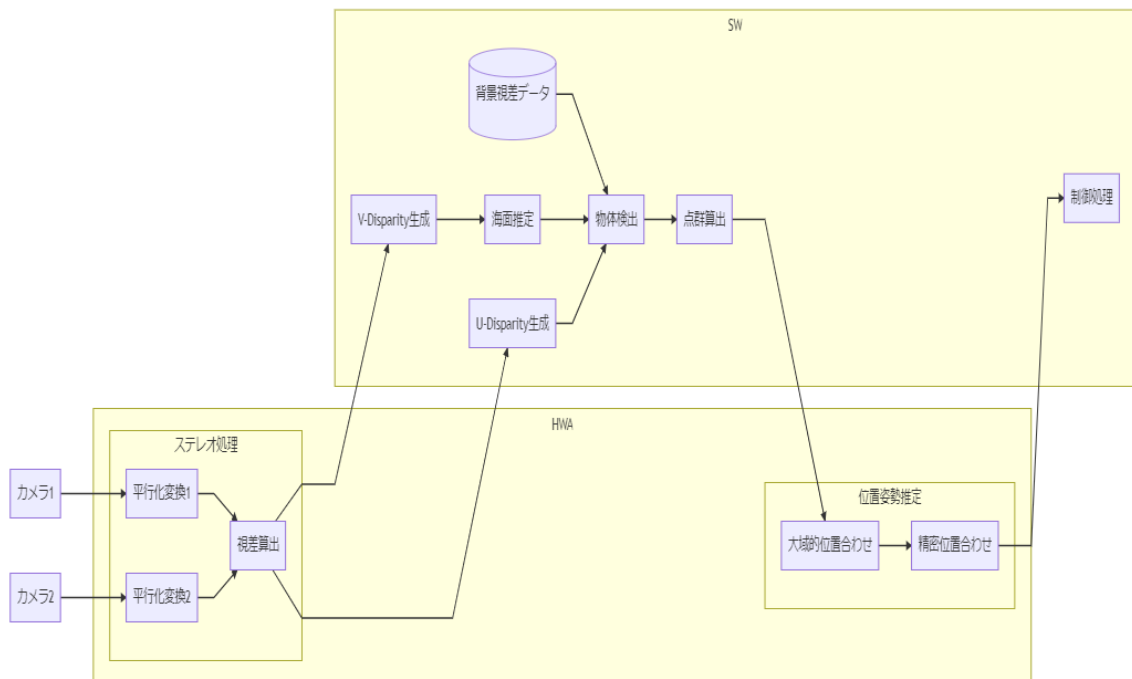 SW
背景視差データ
V-Disparity生成
海面推定
物体検出
点群算出
制御処理
U-Disparity生成
HWA
ステレオ処理
カメラ1
平行化変換1
視差算出
カメラ2
平行化変換2
位置姿勢推定
大域的位置合わせ
精密位置合わせ